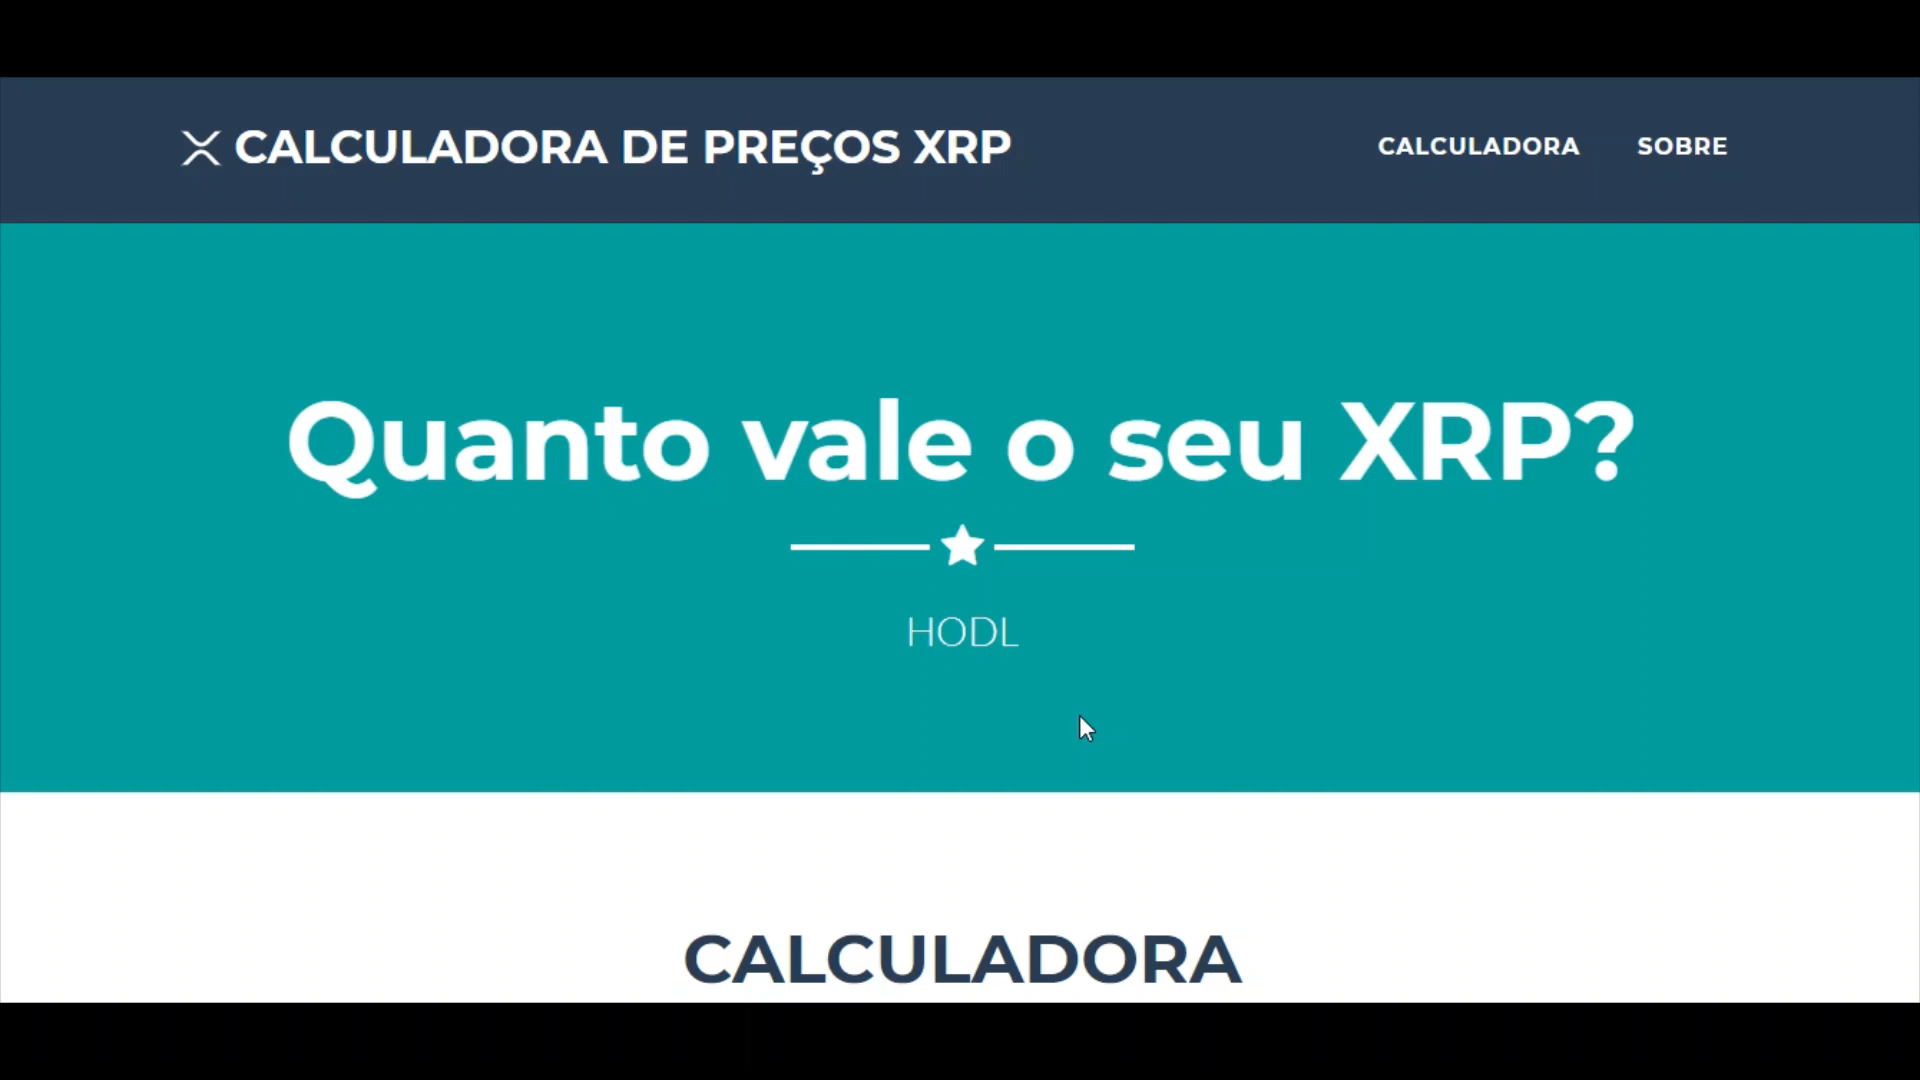 CALCULADORA DE PREÇOS XRP
CALCULADORA SOBRE
Quanto vale o seu XRP?
HODL
CALCULADORA